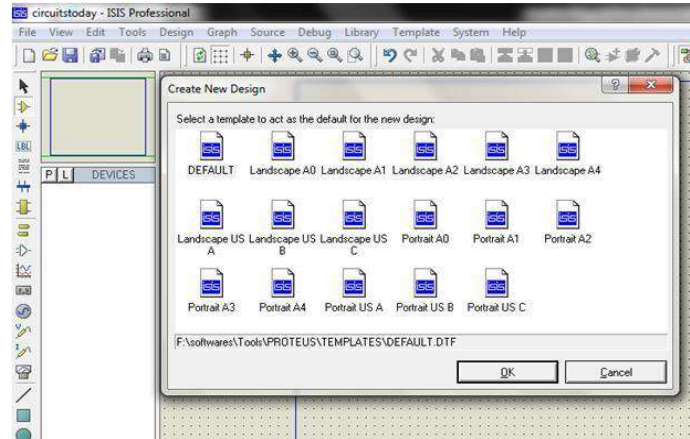 circuitstoday - ISIS Professional
File View Edit Tools Design Graph Source Debug Library Template System Help
Create New Design
Select a template to act as the default for the new design:
DEFAULT Landscape A0 Landscape A1 Landscape A2 Landscape A3 Landscape A4
Landscape US A Landscape US B Landscape US C Portrait A0 Portrait A1 Portrait A2
Portrait A3 Portrait A4 Portrait US A Portrait US B Portrait US C
F:\softwares\Tools\PROTEUS\TEMPLATES\DEFAULT.DTF
OK Cancel
P L DEVICES
LBL